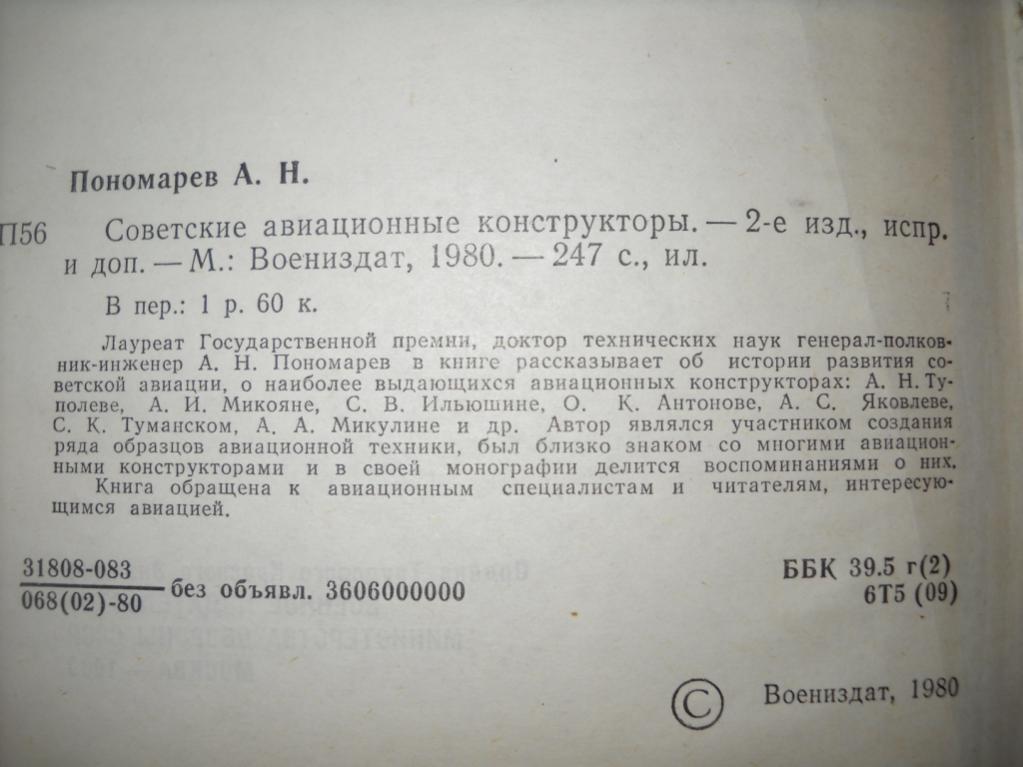 Пономарев А. Н.
П56 Советские авиационные конструкторы. — 2-е изд., испр.
и доп. — М.: Воениздат, 1980. — 247 с., ил.
В пер.: 1 р. 60 к.
Лауреат Государственной премии, доктор технических наук генерал-полков-
ник-инженер А. Н. Пономарев в книге рассказывает об истории развития со-
ветской авиации, о наиболее выдающихся авиационных конструкторах: А. Н. Ту-
полеве, А. И. Микояне, С. В. Ильюшине, О. К. Антонове, А. С. Яковлеве,
С. К. Туманском, А. А. Микулине и др. Автор являлся участником создания
ряда образцов авиационной техники, был близко знаком со многими авиацион-
ными конструкторами и в своей монографии делится воспоминаниями о них.
Книга обращена к авиационным специалистам и читателям, интересую-
щимся авиацией.
31808-083
068(02)-80 без объявл. 3606000000
ББК 39.5 г(2)
6Т5 (09)
© Воениздат, 1980